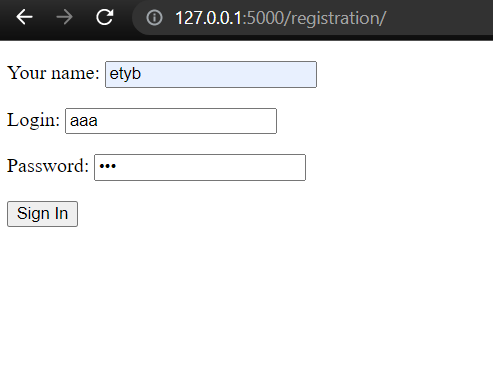 127.0.0.1:5000/registration/
Your name: etyb
Login: aaa
Password: •••
Sign In